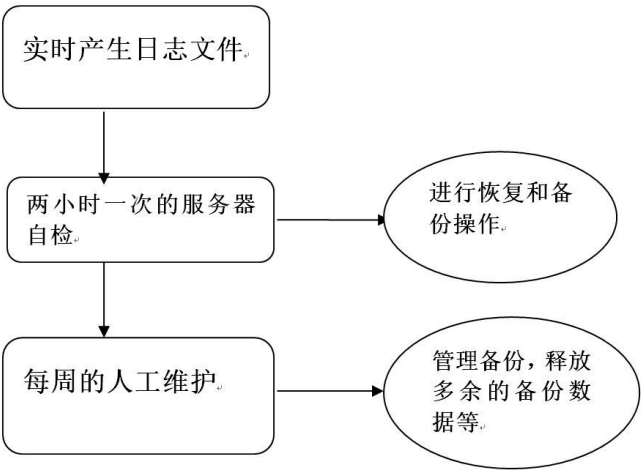 实时产生日志文件
两小时一次的服务器
自检
进行恢复和备
份操作
每周的人工维护
管理备份，释放
多余的备份数
据等